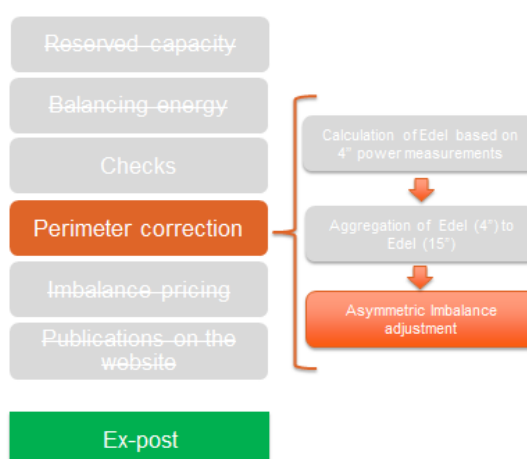 Reserved capacity
Balancing energy
Checks
Perimeter correction
Imbalance pricing
Publications on the
website
Ex-post
Calculation of Edel based on
4" power measurements
Aggregation of Edel (4") to
Edel (15")
Asymmetric Imbalance
adjustment